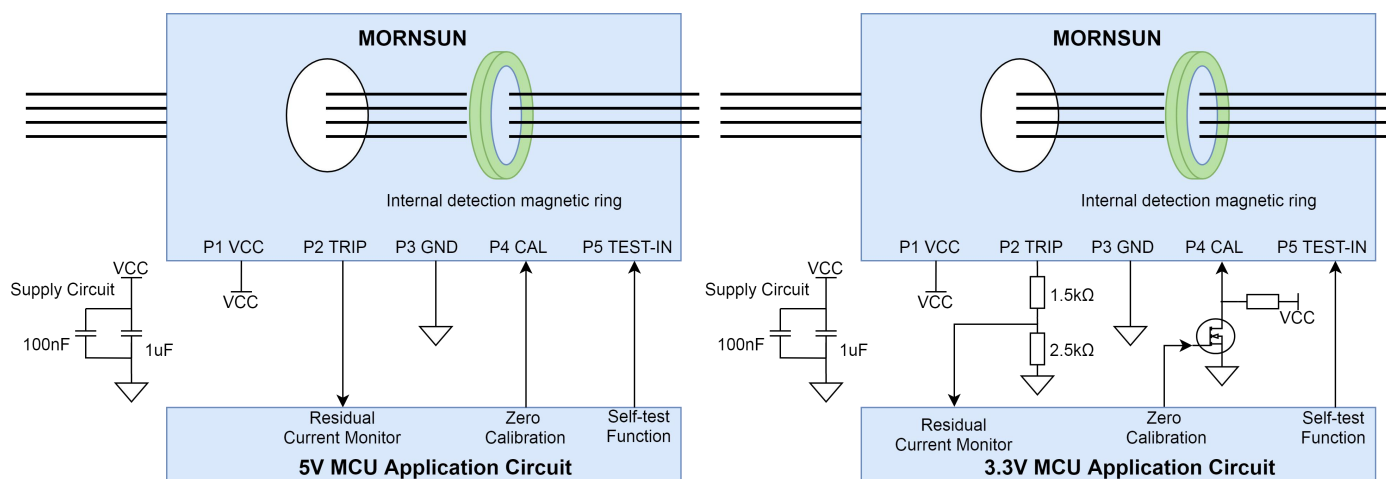 MORNSUN
Internal detection magnetic ring
P1 VCC P2 TRIP P3 GND P4 CAL P5 TEST-IN
VCC
VCC
Supply Circuit
100nF
1uF
Residual
Current Monitor
Zero
Calibration
Self-test
Function
5V MCU Application Circuit
MORNSUN
Internal detection magnetic ring
P1 VCC P2 TRIP P3 GND P4 CAL P5 TEST-IN
VCC
VCC
Supply Circuit
1.5kΩ
VCC
100nF
1uF
2.5kΩ
Residual
Current Monitor
Zero
Calibration
Self-test
Function
3.3V MCU Application Circuit